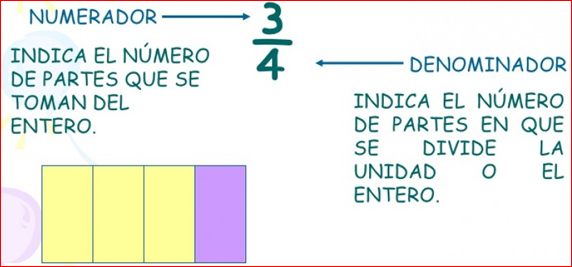 NUMERADOR
3
4
INDICA EL NÚMERO
DE PARTES QUE SE
TOMAN DEL
ENTERO.
DENOMINADOR
INDICA EL NÚMERO
DE PARTES EN QUE
SE DIVIDE LA
UNIDAD O EL
ENTERO.